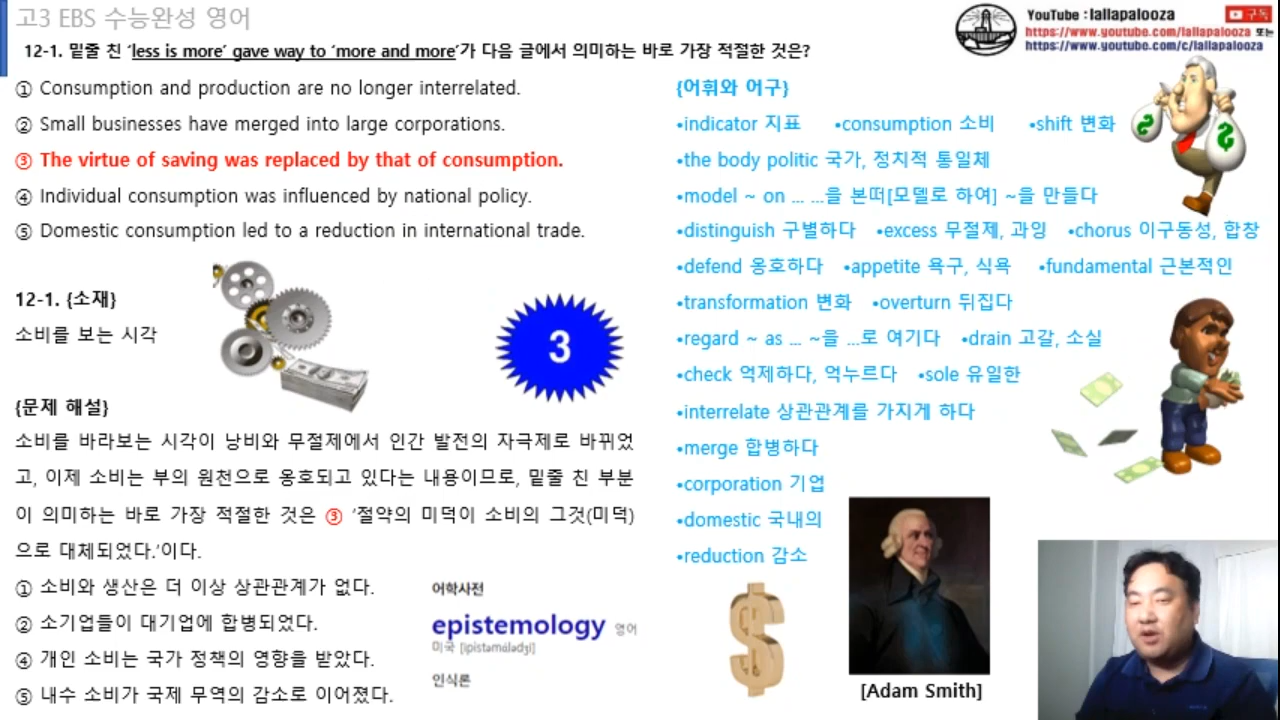 고3 EBS 수능완성 영어
YouTube : lallapalooza
구독
https://www.youtube.com/lallapalooza 또는
https://www.youtube.com/c/lallapalooza
12-1. 밑줄 친 ‘less is more’ gave way to ‘more and more’가 다음 글에서 의미하는 바로 가장 적절한 것은?
① Consumption and production are no longer interrelated.
② Small businesses have merged into large corporations.
③ The virtue of saving was replaced by that of consumption.
④ Individual consumption was influenced by national policy.
⑤ Domestic consumption led to a reduction in international trade.
12-1. {소재}
소비를 보는 시각
3
{문제 해설}
소비를 바라보는 시각이 낭비와 무절제에서 인간 발전의 자극제로 바뀌었
고, 이제 소비는 부의 원천으로 옹호되고 있다는 내용이므로, 밑줄 친 부분
이 의미하는 바로 가장 적절한 것은 ③ ‘절약의 미덕이 소비의 그것(미덕)
으로 대체되었다.’이다.
① 소비와 생산은 더 이상 상관관계가 없다.
② 소기업들이 대기업에 합병되었다.
④ 개인 소비는 국가 정책의 영향을 받았다.
⑤ 내수 소비가 국제 무역의 감소로 이어졌다.
어학사전
epistemology 영어
미국 [ipìstəmálədʒi]
인식론
{어휘와 어구}
•indicator 지표 •consumption 소비 •shift 변화
•the body politic 국가, 정치적 통일체
•model ~ on … …을 본떠[모델로 하여] ~을 만들다
•distinguish 구별하다 •excess 무절제, 과잉 •chorus 이구동성, 합창
•defend 옹호하다 •appetite 욕구, 식욕 •fundamental 근본적인
•transformation 변화 •overturn 뒤집다
•regard ~ as … ~을 …로 여기다 •drain 고갈, 소실
•check 억제하다, 억누르다 •sole 유일한
•interrelate 상관관계를 가지게 하다
•merge 합병하다
•corporation 기업
•domestic 국내의
•reduction 감소
[Adam Smith]